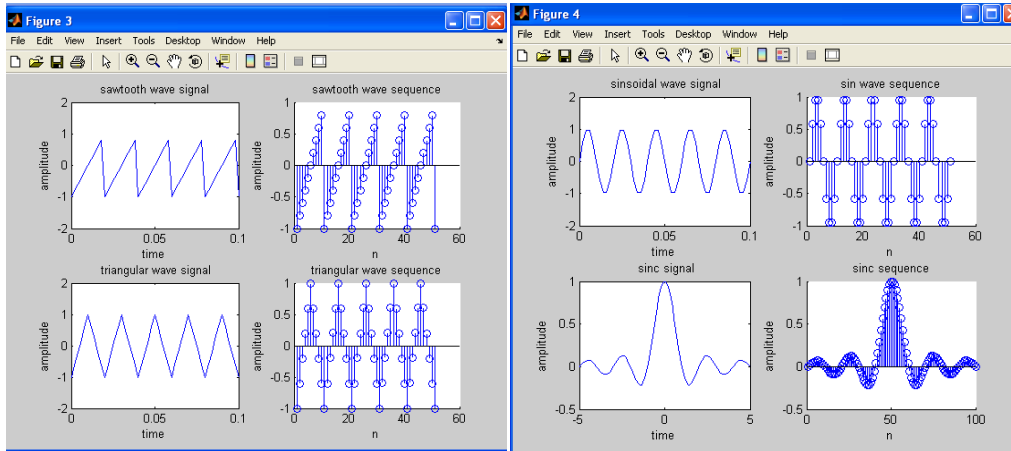 Figure 3
File Edit View Insert Tools Desktop Window Help
sawtooth wave signal
2
1
0
-1
-2
0 0.05 0.1
time
amplitude
sawtooth wave sequence
1
0.5
0
-0.5
-1
0 20 40 60
n
amplitude
triangular wave signal
2
1
0
-1
-2
0 0.05 0.1
time
amplitude
triangular wave sequence
1
0.5
0
-0.5
-1
0 20 40 60
n
amplitude
Figure 4
File Edit View Insert Tools Desktop Window Help
sinsoidal wave signal
2
1
0
-1
-2
0 0.05 0.1
time
amplitude
sin wave sequence
1
0.5
0
-0.5
-1
0 20 40 60
n
amplitude
sinc signal
1
0.5
0
-0.5
-5 0 5
time
amplitude
sinc sequence
1
0.5
0
-0.5
0 50 100
n
amplitude